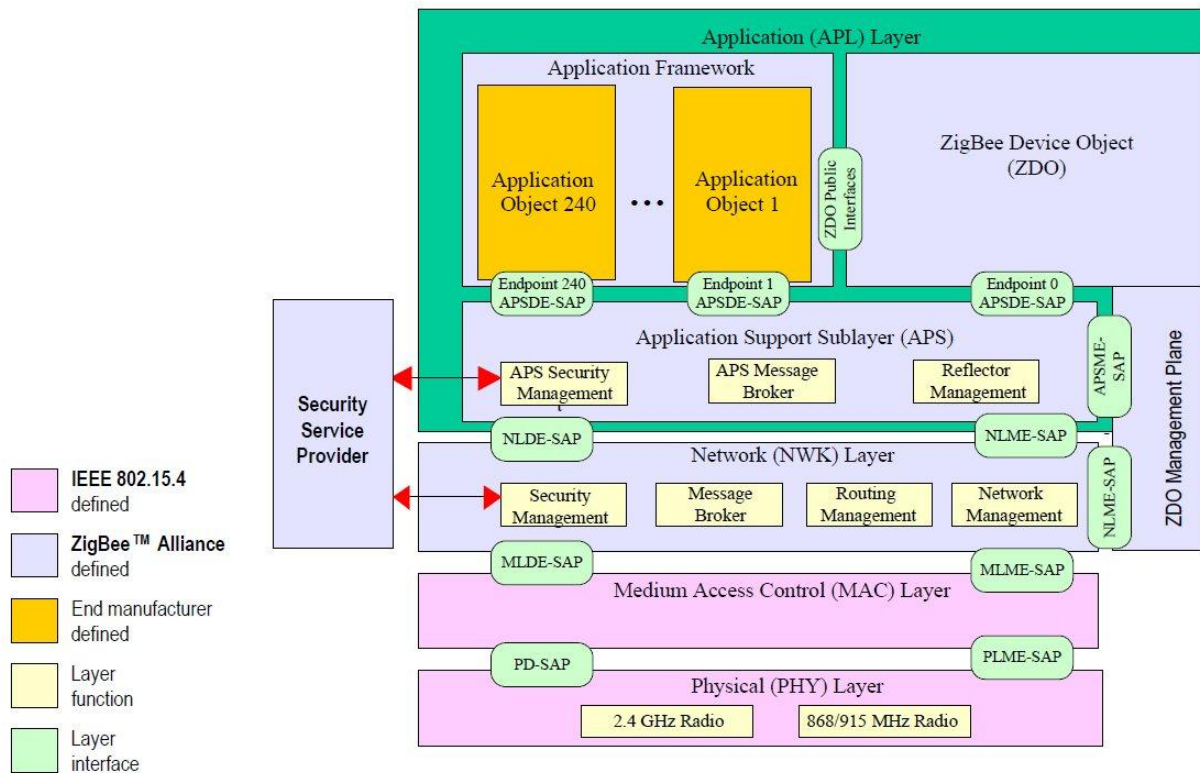 Application (APL) Layer
Application Framework
ZigBee Device Object
(ZDO)
Application
Object 240
...
Application
Object 1
ZDO Public
Interfaces
Endpoint 240
APSDE-SAP
Endpoint 1
APSDE-SAP
Endpoint 0
APSDE-SAP
Application Support Sublayer (APS)
APS Security
Management
APS Message
Broker
Reflector
Management
APSME-
SAP
Security
Service
Provider
NLDE-SAP
NLME-SAP
Network (NWK) Layer
Security
Management
Message
Broker
Routing
Management
Network
Management
NLME-SAP
ZDO Management Plane
MLDE-SAP
MLME-SAP
Medium Access Control (MAC) Layer
PD-SAP
PLME-SAP
Physical (PHY) Layer
2.4 GHz Radio
868/915 MHz Radio
IEEE 802.15.4
defined
ZigBee™ Alliance
defined
End manufacturer
defined
Layer
function
Layer
interface